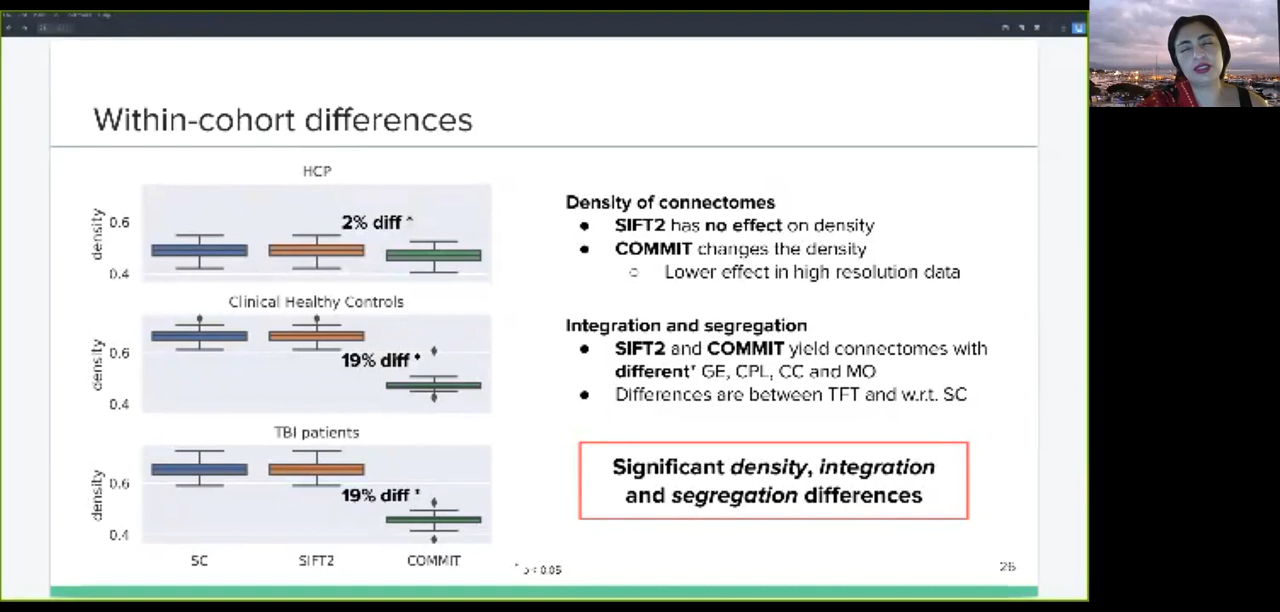 Within-cohort differences
HCP
density
0.6
0.4
2% diff *
Clinical Healthy Controls
density
0.6
0.4
19% diff *
TBI patients
density
0.6
0.4
19% diff *
SC SIFT2 COMMIT
* p < 0.05
Density of connectomes
● SIFT2 has no effect on density
● COMMIT changes the density
○ Lower effect in high resolution data
Integration and segregation
● SIFT2 and COMMIT yield connectomes with
different* GE, CPL, CC and MO
● Differences are between TFT and w.r.t. SC
Significant density, integration
and segregation differences
26